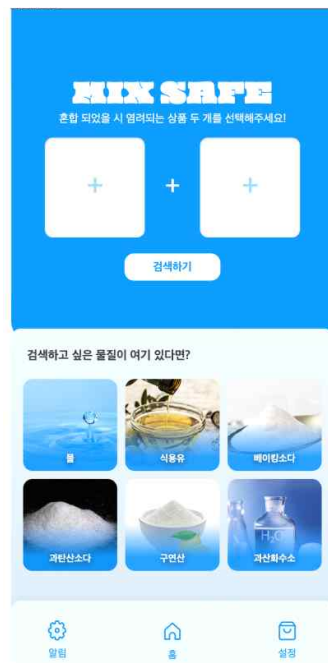 MIX SAFE
혼합 되었을 시 염려되는 상품 두 개를 선택해주세요!
+ + +
검색하기
검색하고 싶은 물질이 여기 있다면?
물 식용유 베이킹소다
H₂O
과탄산소다 구연산 과산화수소
알림 홈 설정